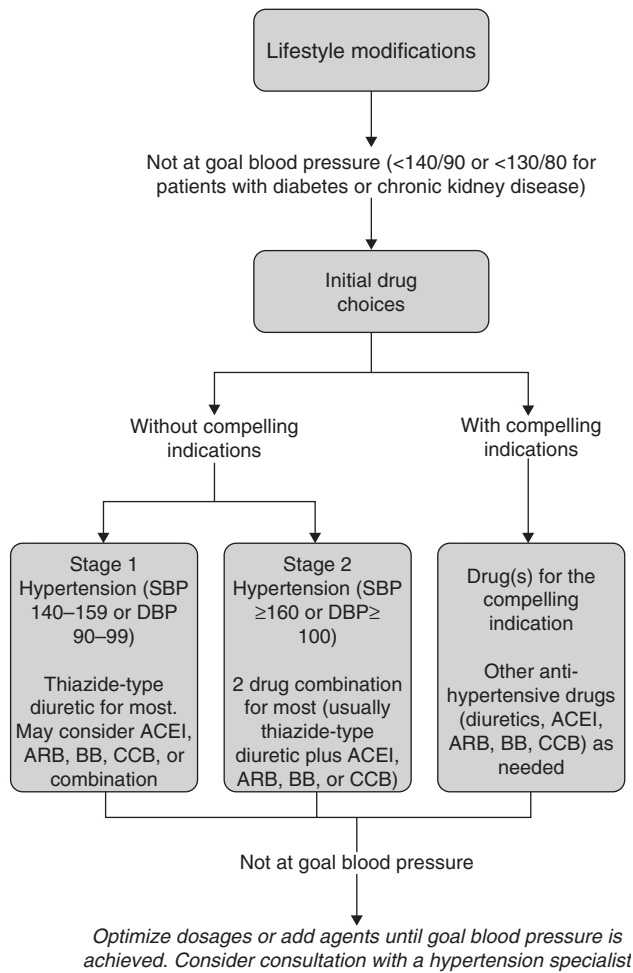 Lifestyle modifications
Not at goal blood pressure (<140/90 or <130/80 for
patients with diabetes or chronic kidney disease)
Initial drug
choices
Without compelling
indications
With compelling
indications
Stage 1
Hypertension (SBP
140–159 or DBP
90–99)
Thiazide-type
diuretic for most.
May consider ACEI,
ARB, BB, CCB, or
combination
Stage 2
Hypertension (SBP
≥160 or DBP≥
100)
2 drug combination
for most (usually
thiazide-type
diuretic plus ACEI,
ARB, BB, or CCB)
Drug(s) for the
compelling
indication
Other anti-
hypertensive drugs
(diuretics, ACEI,
ARB, BB, CCB) as
needed
Not at goal blood pressure
Optimize dosages or add agents until goal blood pressure is
achieved. Consider consultation with a hypertension specialist